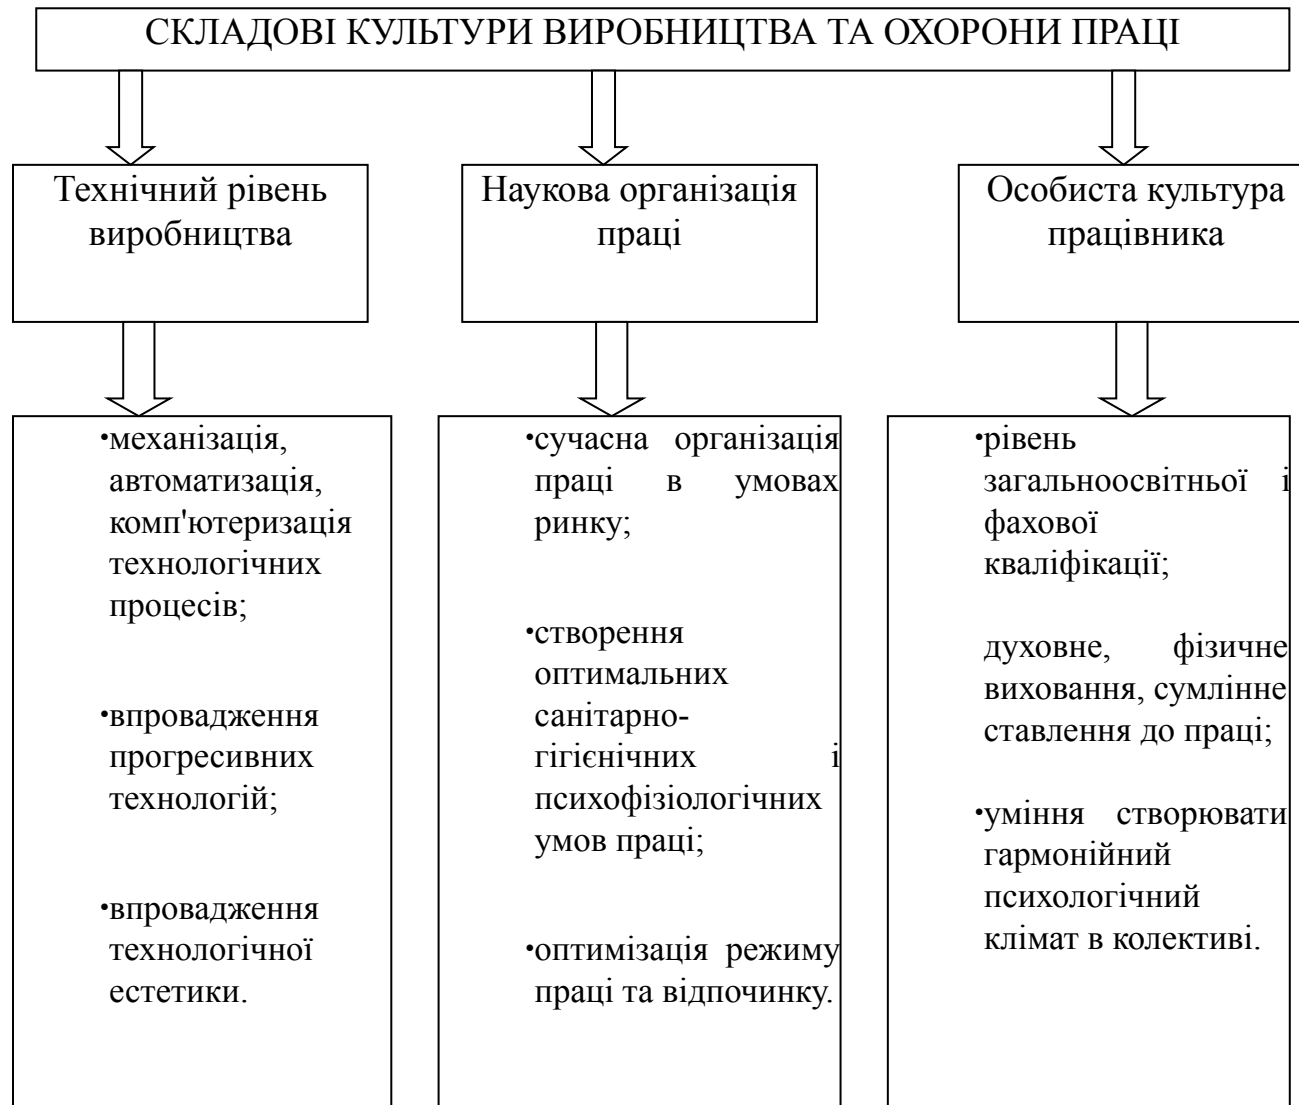 СКЛАДОВІ КУЛЬТУРИ ВИРОБНИЦТВА ТА ОХОРОНИ ПРАЦІ
Технічний рівень
виробництва
Наукова організація
праці
Особиста культура
працівника
•механізація,
автоматизація,
комп'ютеризація
технологічних
процесів;
•впровадження
прогресивних
технологій;
•впровадження
технологічної
естетики.
•сучасна організація
праці в умовах
ринку;
•створення
оптимальних
санітарно-
гігієнічних і
психофізіологічних
умов праці;
•оптимізація режиму
праці та відпочинку.
•рівень
загальноосвітньої і
фахової
кваліфікації;
духовне, фізичне
виховання, сумлінне
ставлення до праці;
•уміння створювати
гармонійний
психологічний
клімат в колективі.